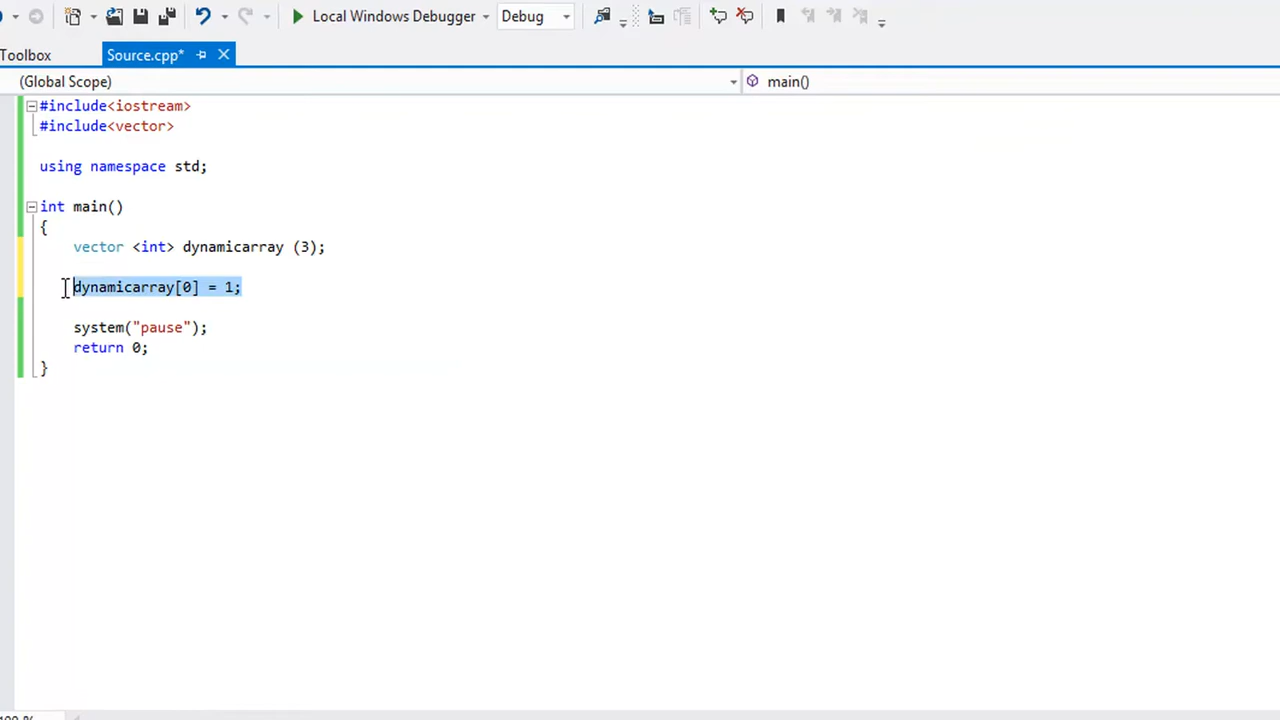 Local Windows Debugger
Debug
Toolbox
Source.cpp*
(Global Scope)
main()
#include<iostream>
#include<vector>
using namespace std;
int main()
{
vector <int> dynamicarray (3);
dynamicarray[0] = 1;
system("pause");
return 0;
}